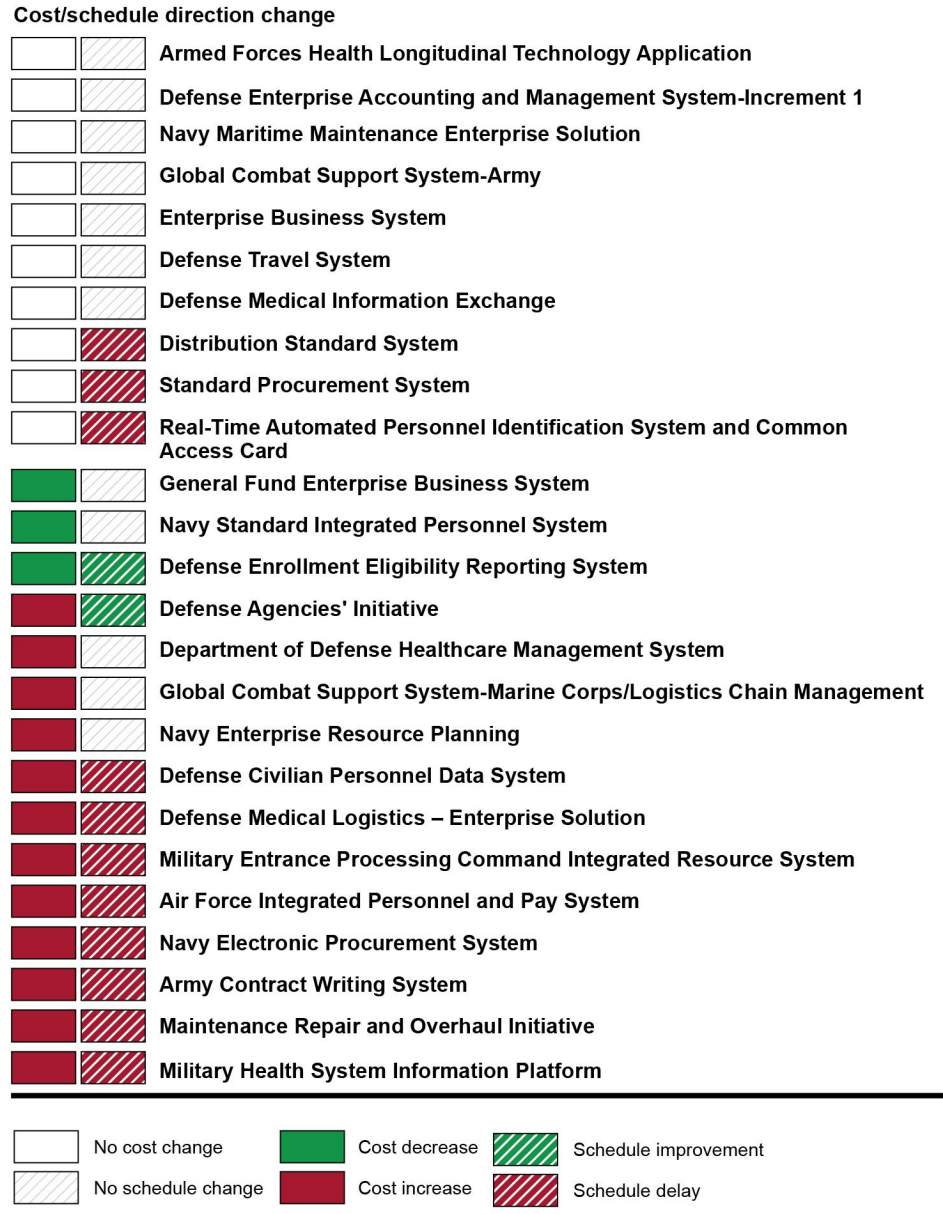 Cost/schedule direction change
Armed Forces Health Longitudinal Technology Application
Defense Enterprise Accounting and Management System-Increment 1
Navy Maritime Maintenance Enterprise Solution
Global Combat Support System-Army
Enterprise Business System
Defense Travel System
Defense Medical Information Exchange
Distribution Standard System
Standard Procurement System
Real-Time Automated Personnel Identification System and Common
Access Card
General Fund Enterprise Business System
Navy Standard Integrated Personnel System
Defense Enrollment Eligibility Reporting System
Defense Agencies' Initiative
Department of Defense Healthcare Management System
Global Combat Support System-Marine Corps/Logistics Chain Management
Navy Enterprise Resource Planning
Defense Civilian Personnel Data System
Defense Medical Logistics – Enterprise Solution
Military Entrance Processing Command Integrated Resource System
Air Force Integrated Personnel and Pay System
Navy Electronic Procurement System
Army Contract Writing System
Maintenance Repair and Overhaul Initiative
Military Health System Information Platform
No cost change
Cost decrease
Schedule improvement
No schedule change
Cost increase
Schedule delay